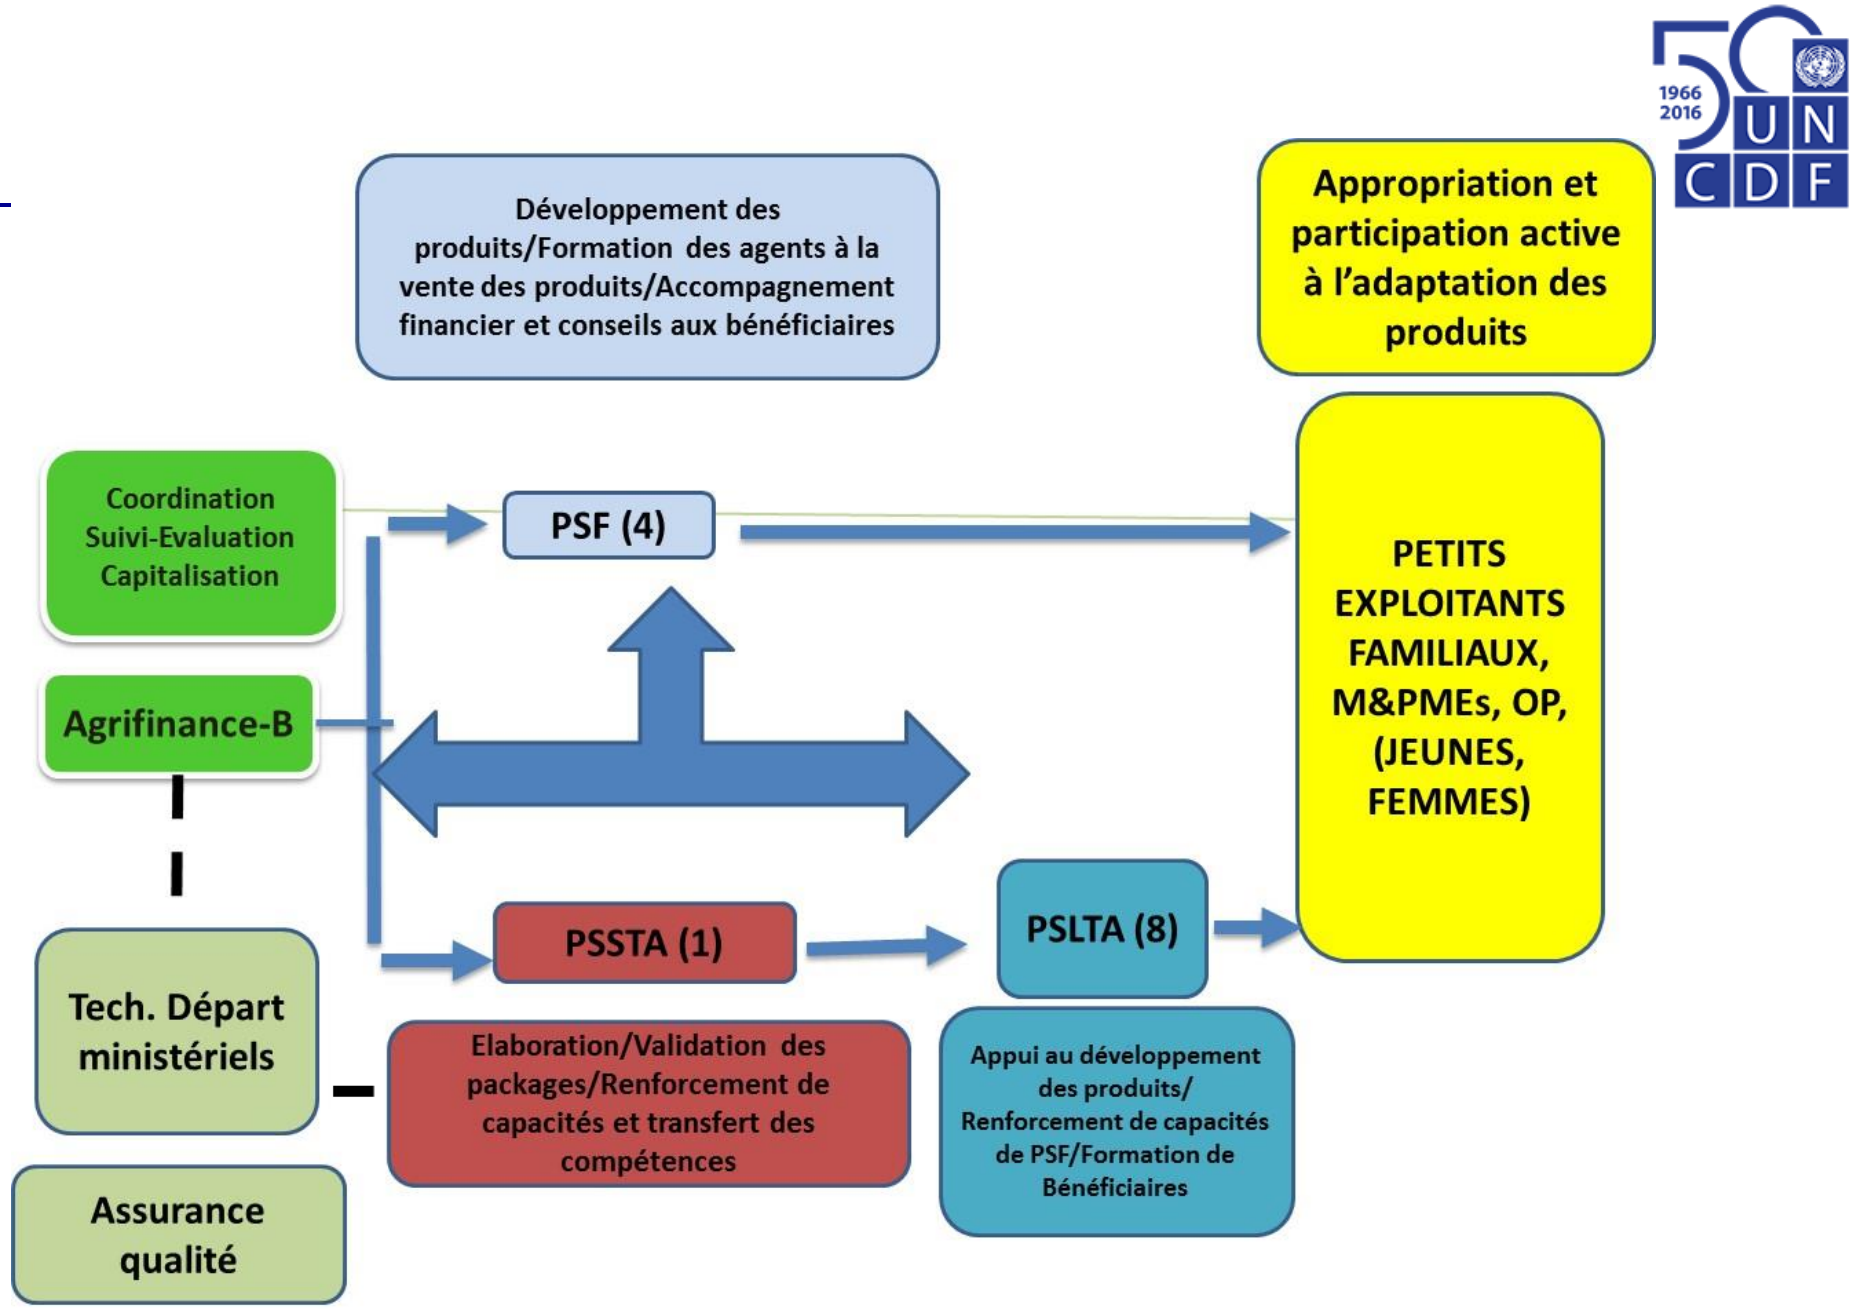 1966
2016
50
U N
C D F
Développement des
produits/Formation des agents à la
vente des produits/Accompagnement
financier et conseils aux bénéficiaires
Appropriation et
participation active
à l’adaptation des
produits
Coordination
Suivi-Evaluation
Capitalisation
PSF (4)
PETITS
EXPLOITANTS
FAMILIAUX,
M&PMEs, OP,
(JEUNES,
FEMMES)
Agrifinance-B
PSSTA (1)
PSLTA (8)
Tech. Départ
ministériels
Elaboration/Validation des
packages/Renforcement de
capacités et transfert des
compétences
Appui au développement
des produits/
Renforcement de capacités
de PSF/Formation de
Bénéficiaires
Assurance
qualité